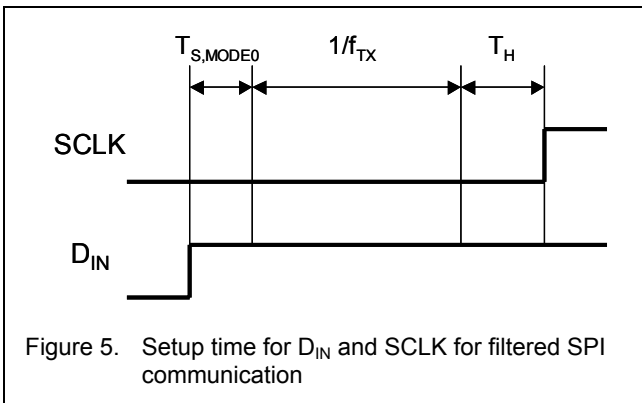 T_S,MODE0 1/f_TX T_H
SCLK
D_IN
Figure 5. Setup time for D_IN and SCLK for filtered SPI
communication